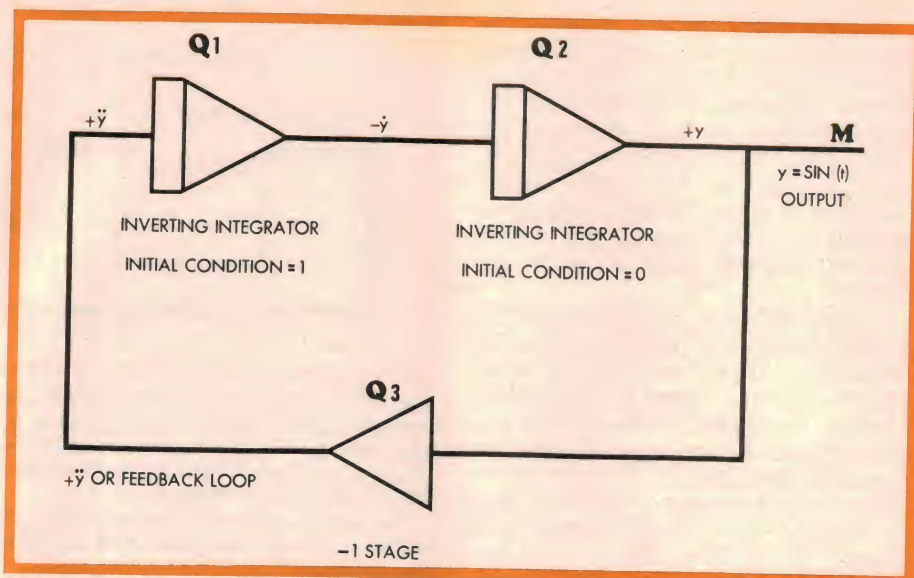 Q1
Q2
+ÿ
-ẏ
+y
M
y = SIN (t)
OUTPUT
INVERTING INTEGRATOR
INITIAL CONDITION = 1
INVERTING INTEGRATOR
INITIAL CONDITION = 0
Q3
+ÿ OR FEEDBACK LOOP
-1 STAGE